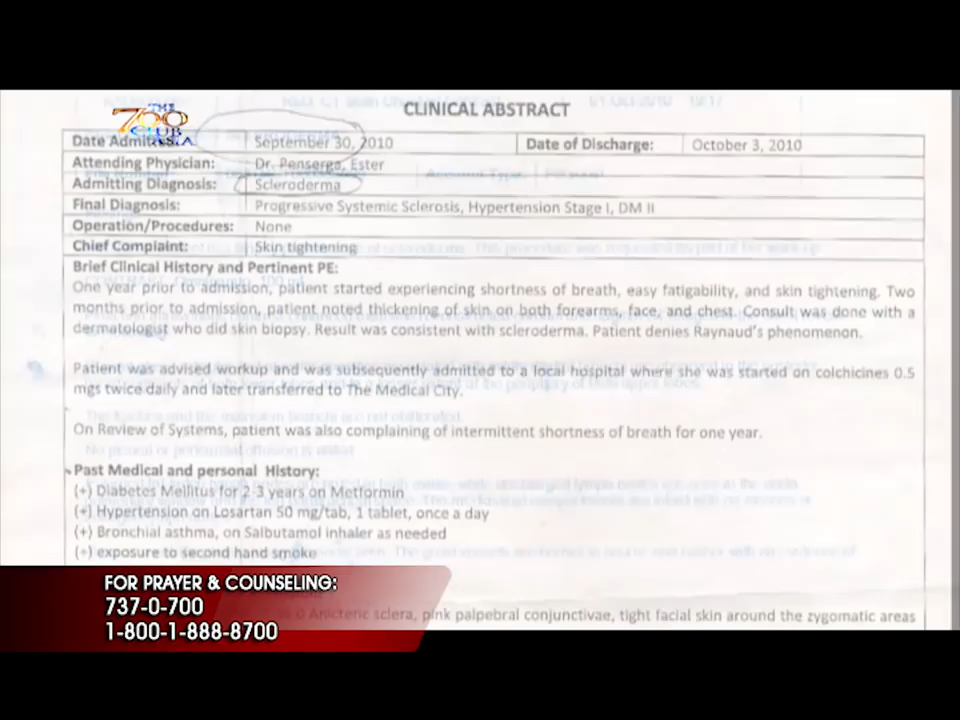 THE
700
CLUB
ASIA
CLINICAL ABSTRACT
Date Admitted: September 30, 2010 Date of Discharge: October 3, 2010
Attending Physician: Dr. Penserga, Ester
Admitting Diagnosis: Scleroderma
Final Diagnosis: Progressive Systemic Sclerosis, Hypertension Stage I, DM II
Operation/Procedures: None
Chief Complaint: Skin tightening
Brief Clinical History and Pertinent PE:
One year prior to admission, patient started experiencing shortness of breath, easy fatigability, and skin tightening. Two
months prior to admission, patient noted thickening of skin on both forearms, face, and chest. Consult was done with a
dermatologist who did skin biopsy. Result was consistent with scleroderma. Patient denies Raynaud's phenomenon.
Patient was advised workup and was subsequently admitted to a local hospital where she was started on colchicines 0.5
mgs twice daily and later transferred to The Medical City.
On Review of Systems, patient was also complaining of intermittent shortness of breath for one year.
Past Medical and personal History:
(+) Diabetes Mellitus for 2-3 years on Metformin
(+) Hypertension on Losartan 50 mg/tab, 1 tablet, once a day
(+) Bronchial asthma, on Salbutamol inhaler as needed
(+) exposure to second hand smoke
Anicteric sclera, pink palpebral conjunctivae, tight facial skin around the zygomatic areas
FOR PRAYER & COUNSELING:
737-0-700
1-800-1-888-8700